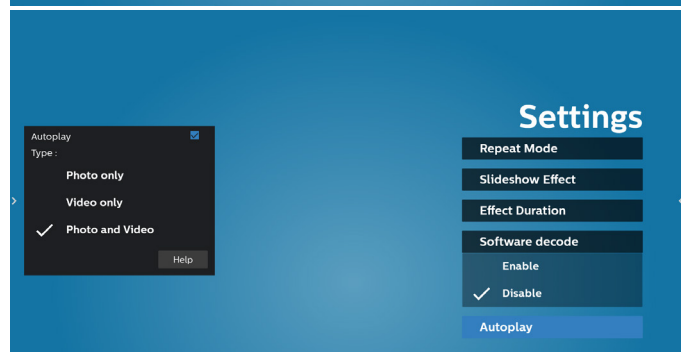 Settings
Autoplay
Type :
Photo only
Video only
Photo and Video
Help
Repeat Mode
Slideshow Effect
Effect Duration
Software decode
Enable
Disable
Autoplay